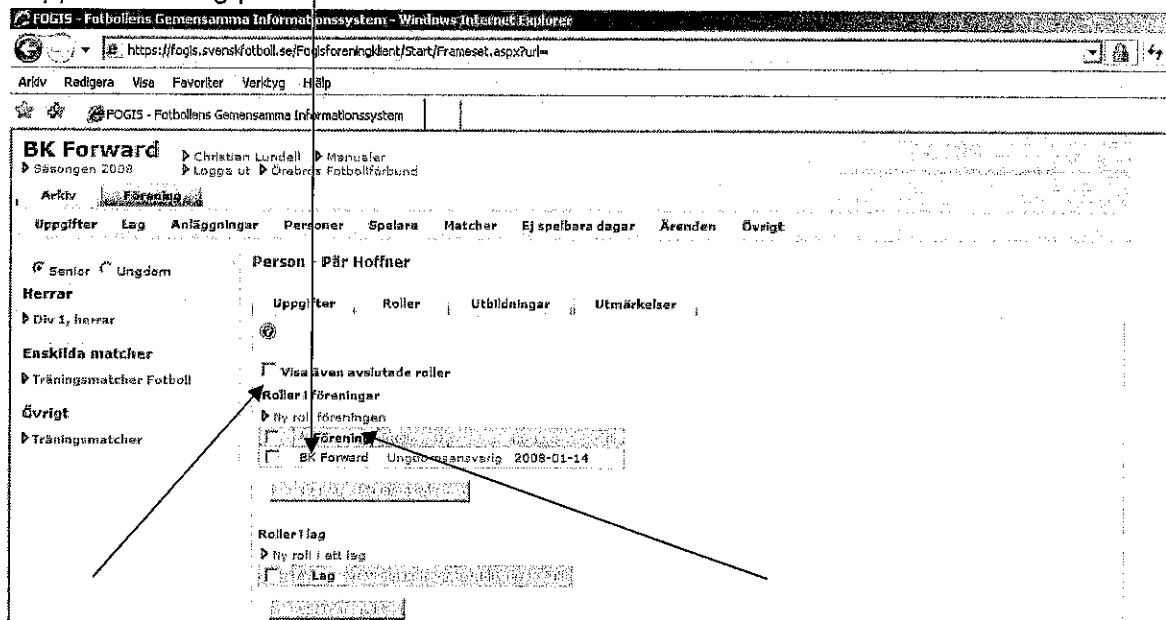 FOGIS - Fotbollens Gemensamma Informationssystem - Windows Internet Explorer
https://fogis.svenskfotboll.se/Fogisforeningklient/Start/Frameset.aspx?url=
Arkiv Redigera Visa Favoriter Verktyg Hjälp
FOGIS - Fotbollens Gemensamma Informationssystem
BK Forward Christian Lundell Manualer
Säsongen 2008 Logga ut Örebros Fotbollförbund
Arkiv Förening
Uppgifter Lag Anläggningar Personer Spelare Matcher Ej spelbara dagar Ärenden Övrigt
Senior Ungdom
Person - Pär Hoffner
Herrar
Uppgifter Roller Utbildningar Utmärkelser
Div 1, herrar
Enskilda matcher
Visa även avslutade roller
Träningsmatcher Fotboll
Roller i föreningar
Övrigt
Ny roll föreningen
Träningsmatcher
Förening
BK Forward Ungdomsansvarig 2008-01-14
Roller i lag
Ny roll i ett lag
Lag